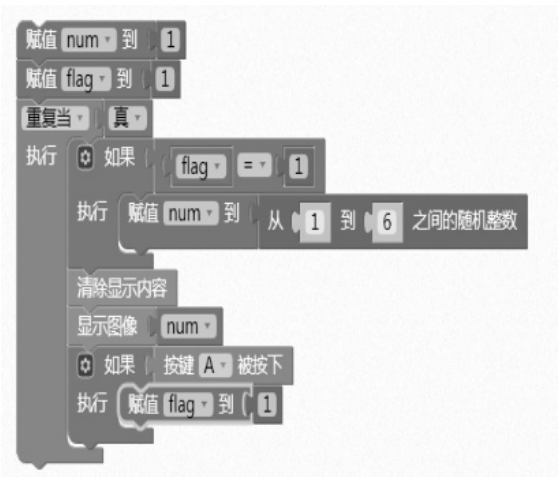 赋值 num 到 1
赋值 flag 到 1
重复当 真
执行 如果 flag = 1
执行 赋值 num 到 从 1 到 6 之间的随机整数
清除显示内容
显示图像 num
如果 按键 A 被按下
执行 赋值 flag 到 1